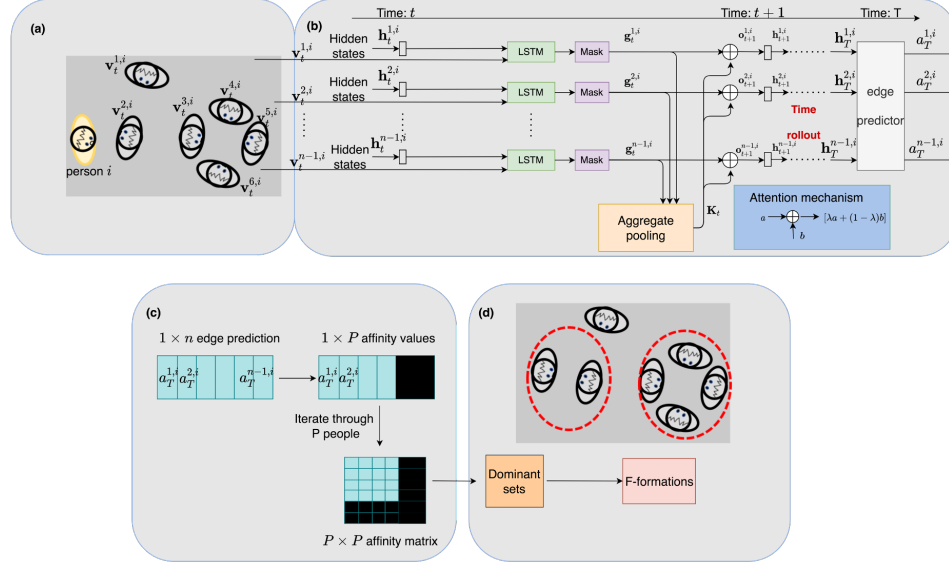 (a)
v_t^{1,i}
v_t^{2,i}
v_t^{3,i}
v_t^{4,i}
v_t^{5,i}
v_t^{6,i}
person i
(b)
Time: t
Time: t + 1
Time: T
v_t^{1,i}
Hidden
states
h_t^{1,i}
LSTM
Mask
g_t^{1,i}
o_{t+1}^{1,i}
h_{t+1}^{1,i}
h_T^{1,i}
a_T^{1,i}
v_t^{2,i}
Hidden
states
h_t^{2,i}
LSTM
Mask
g_t^{2,i}
o_{t+1}^{2,i}
h_{t+1}^{2,i}
h_T^{2,i}
a_T^{2,i}
Time
rollout
edge
predictor
v_t^{n-1,i}
Hidden
states
h_t^{n-1,i}
LSTM
Mask
g_t^{n-1,i}
o_{t+1}^{n-1,i}
h_{t+1}^{n-1,i}
h_T^{n-1,i}
a_T^{n-1,i}
Aggregate
pooling
K_t
Attention mechanism
a
[λa + (1 − λ)b]
b
(c)
1 × n edge prediction
1 × P affinity values
a_T^{1,i} a_T^{2,i} a_T^{n-1,i}
a_T^{1,i} a_T^{2,i}
Iterate through
P people
P × P affinity matrix
(d)
Dominant
sets
F-formations